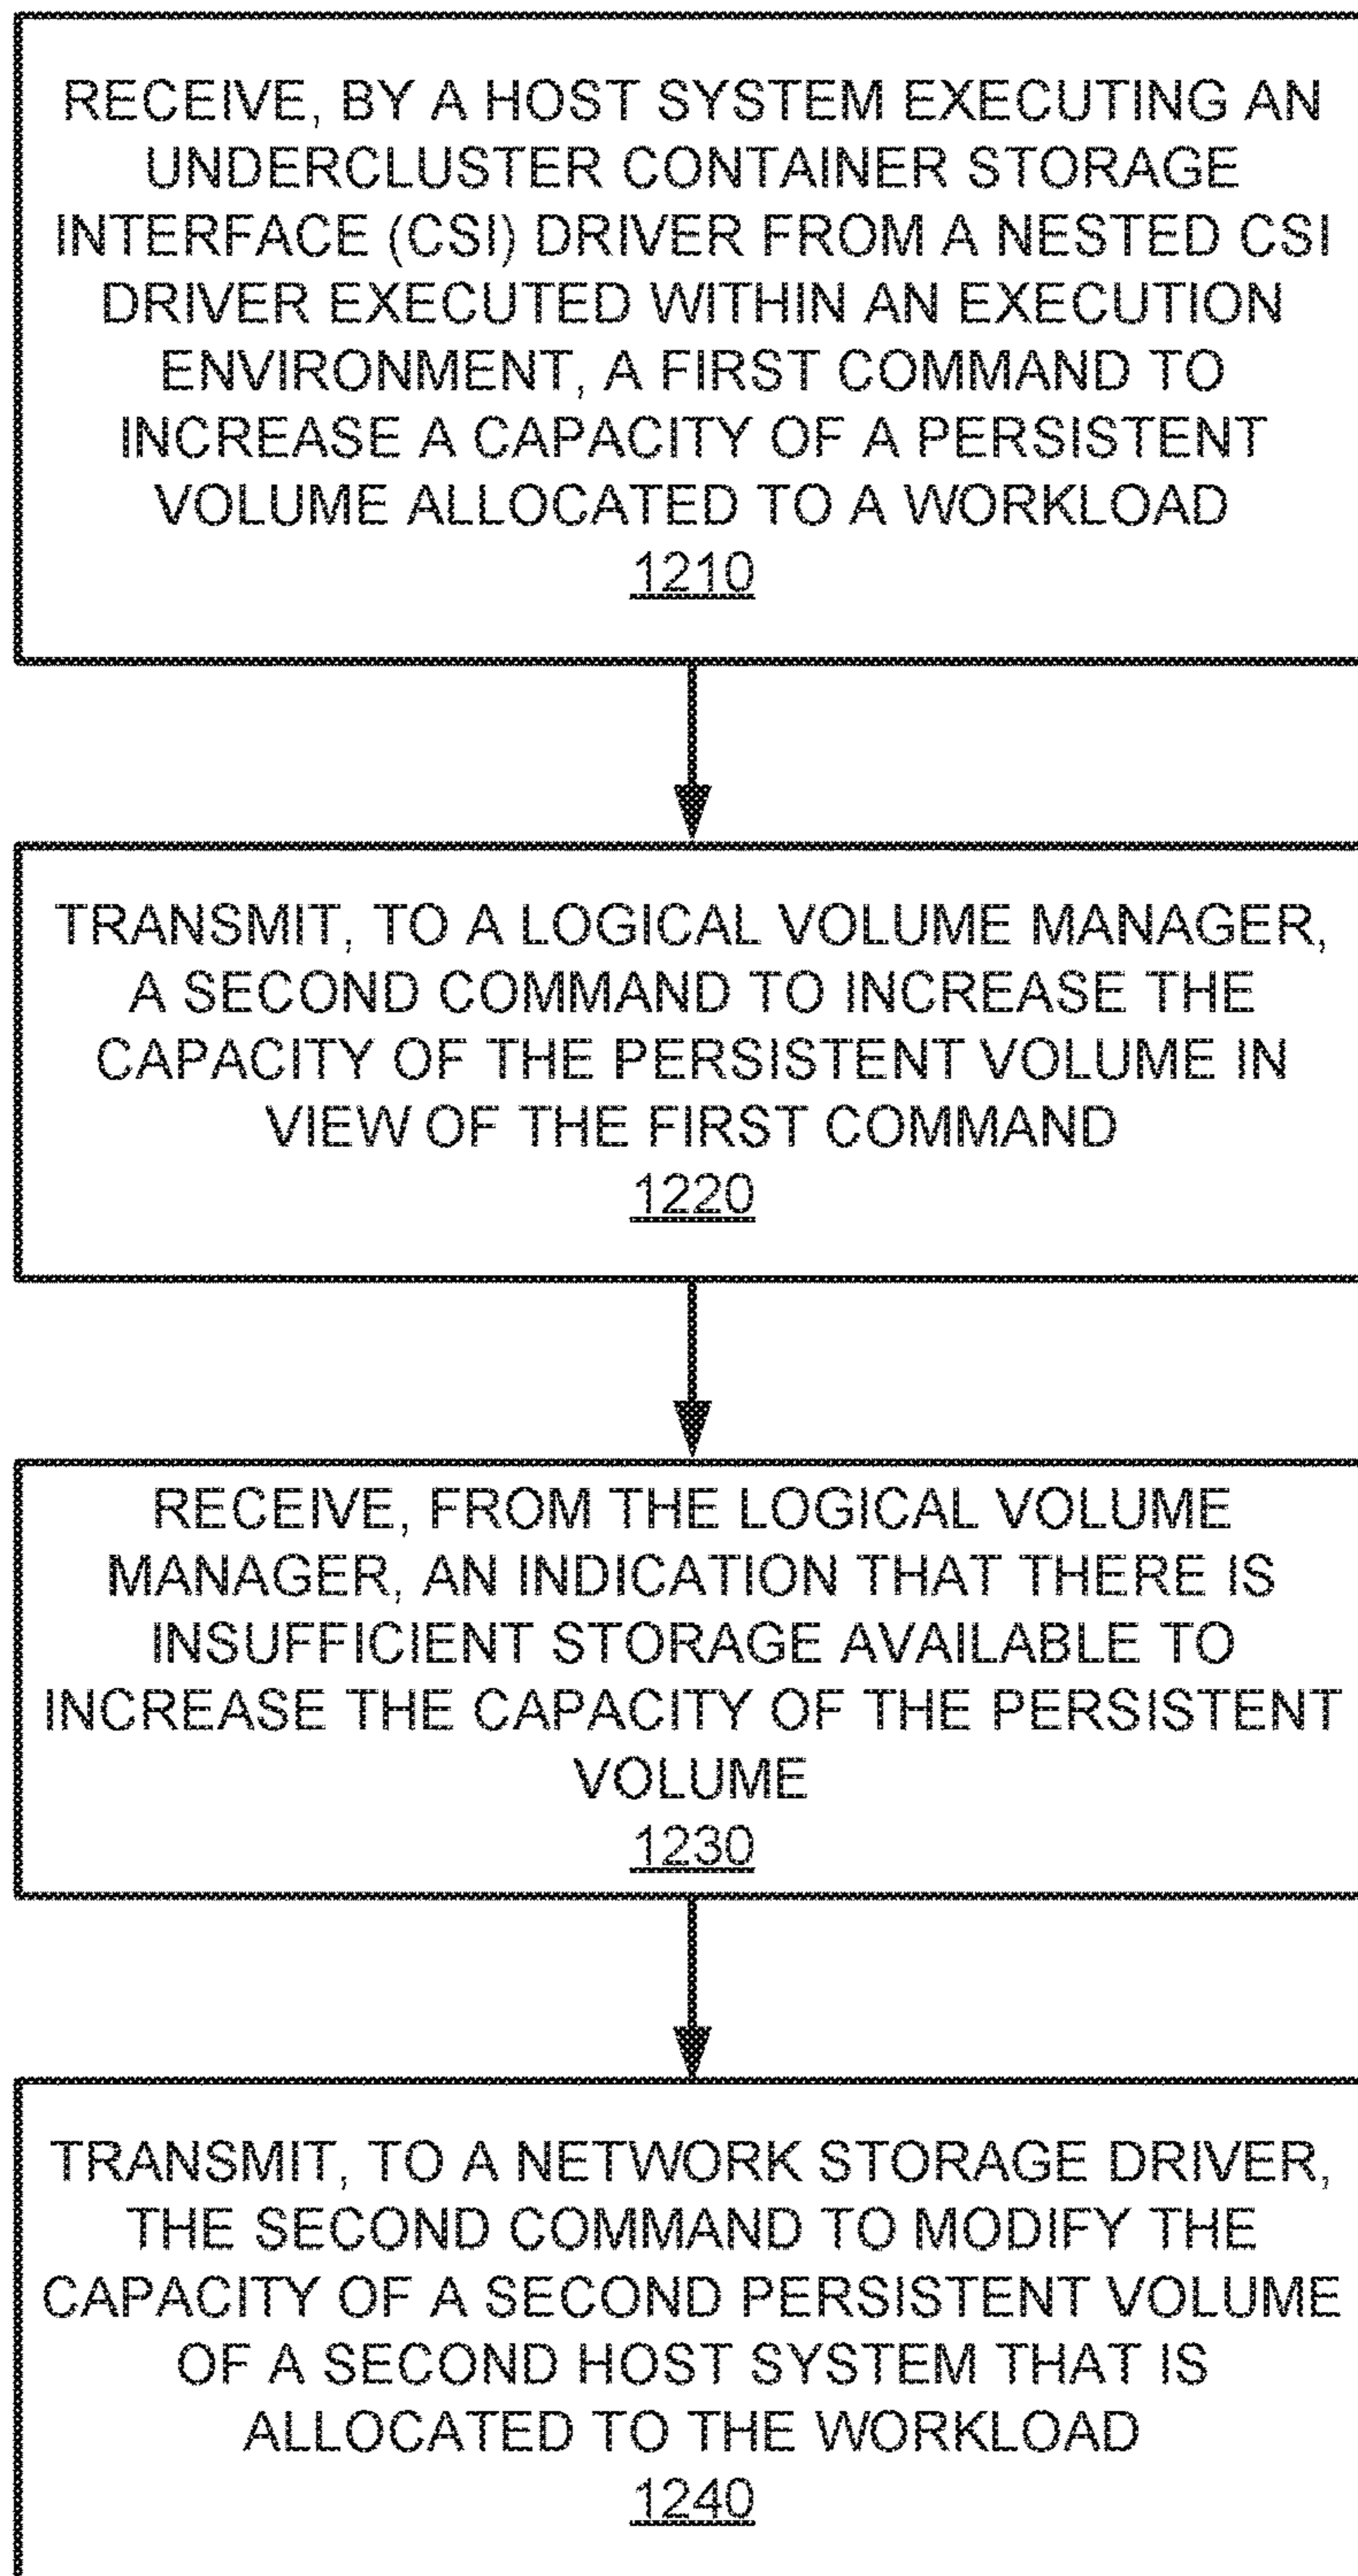 RECEIVE, BY A HOST SYSTEM EXECUTING AN
UNDERCLUSTER CONTAINER STORAGE
INTERFACE (CSI) DRIVER FROM A NESTED CSI
DRIVER EXECUTED WITHIN AN EXECUTION
ENVIRONMENT, A FIRST COMMAND TO
INCREASE A CAPACITY OF A PERSISTENT
VOLUME ALLOCATED TO A WORKLOAD
1210
TRANSMIT, TO A LOGICAL VOLUME MANAGER,
A SECOND COMMAND TO INCREASE THE
CAPACITY OF THE PERSISTENT VOLUME IN
VIEW OF THE FIRST COMMAND
1220
RECEIVE, FROM THE LOGICAL VOLUME
MANAGER, AN INDICATION THAT THERE IS
INSUFFICIENT STORAGE AVAILABLE TO
INCREASE THE CAPACITY OF THE PERSISTENT
VOLUME
1230
TRANSMIT, TO A NETWORK STORAGE DRIVER,
THE SECOND COMMAND TO MODIFY THE
CAPACITY OF A SECOND PERSISTENT VOLUME
OF A SECOND HOST SYSTEM THAT IS
ALLOCATED TO THE WORKLOAD
1240